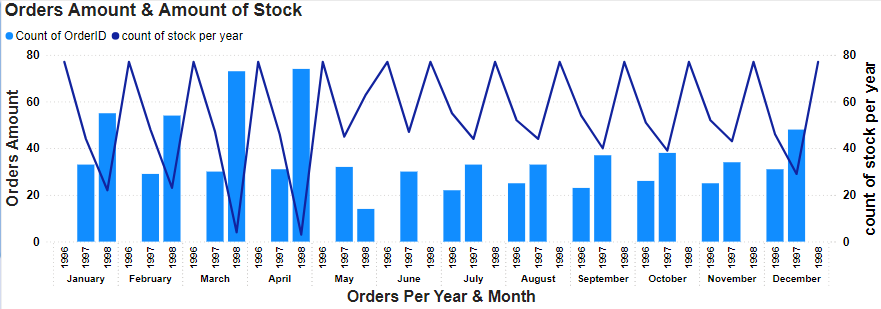 Orders Amount & Amount of Stock
Count of OrderID count of stock per year
80 80
60 60
40 40
20 20
0 0
Orders Amount
count of stock per year
1996 1997 1998 1996 1997 1998 1996 1997 1998 1996 1997 1998 1996 1997 1998 1996 1997 1998 1996 1997 1998 1996 1997 1998 1996 1997 1998 1996 1997 1998 1996 1997 1998 1996 1997 1998
January February March April May June July August September October November December
Orders Per Year & Month